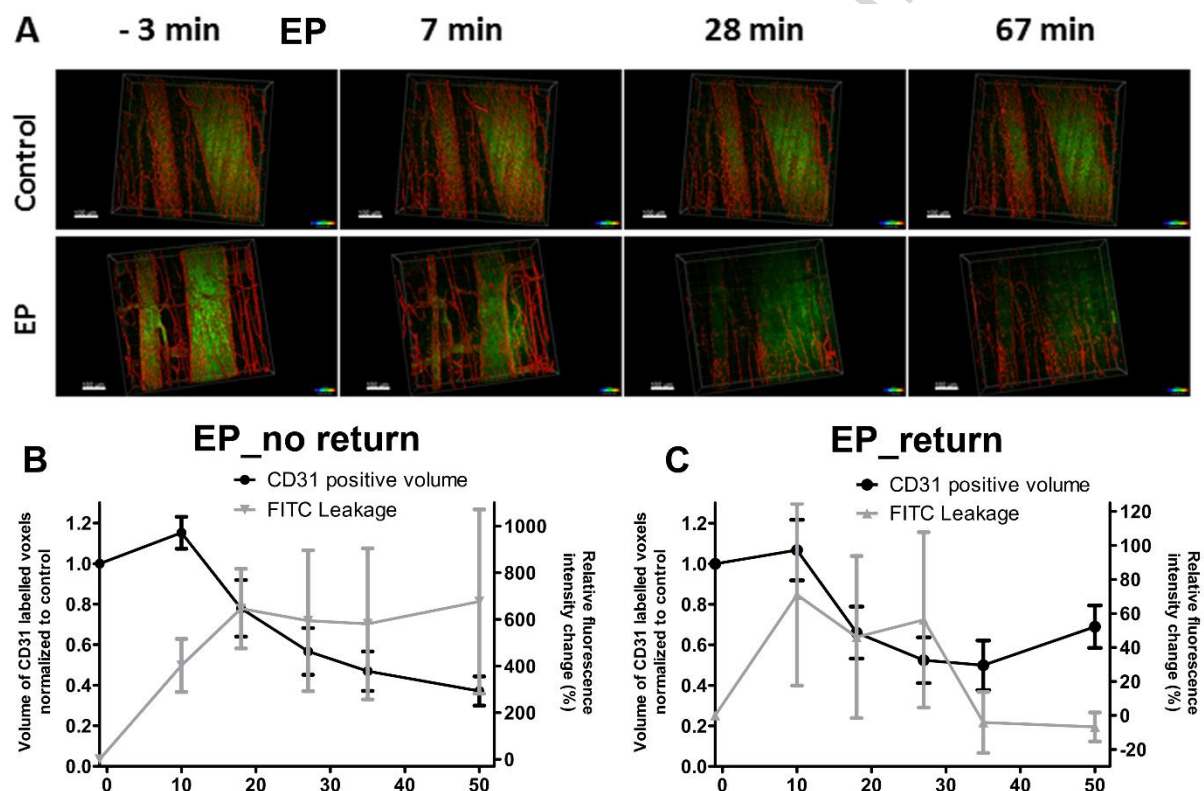 A
- 3 min EP 7 min 28 min 67 min
Control
EP
B
EP_no return
CD31 positive volume
FITC Leakage
Volume of CD31 labelled voxels
normalized to control
1.2
1.0
0.8
0.6
0.4
0.2
0.0
1000
800
600
400
200
0
Relative fluorescence
intensity change (%)
0 10 20 30 40 50
C
EP_return
CD31 positive volume
FITC Leakage
Volume of CD31 labelled voxels
normalized to control
1.2
1.0
0.8
0.6
0.4
0.2
0.0
120
100
80
60
40
20
0
-20
Relative fluorescence
intensity change (%)
0 10 20 30 40 50